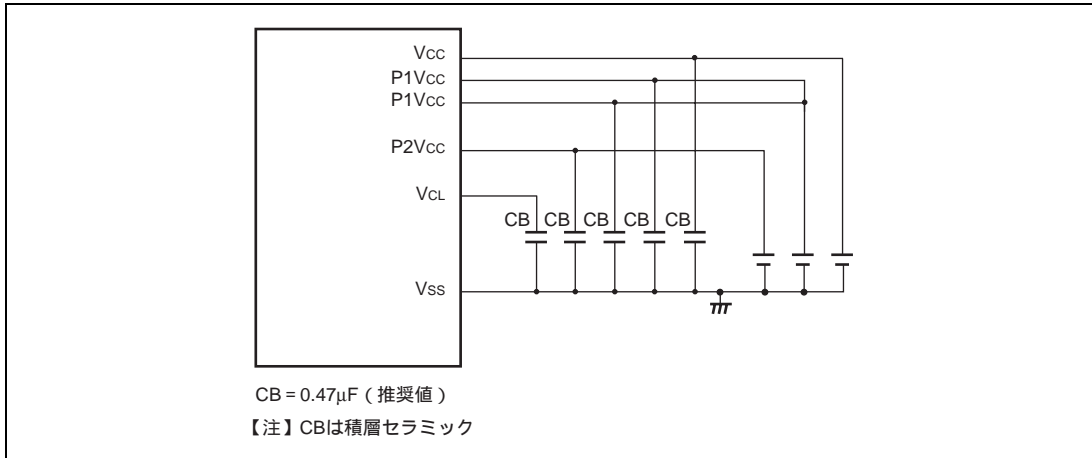 Vcc
P1Vcc
P1Vcc
P2Vcc
VCL
CB CB CB CB CB
Vss
CB = 0.47μF（推奨値）
【注】CBは積層セラミック